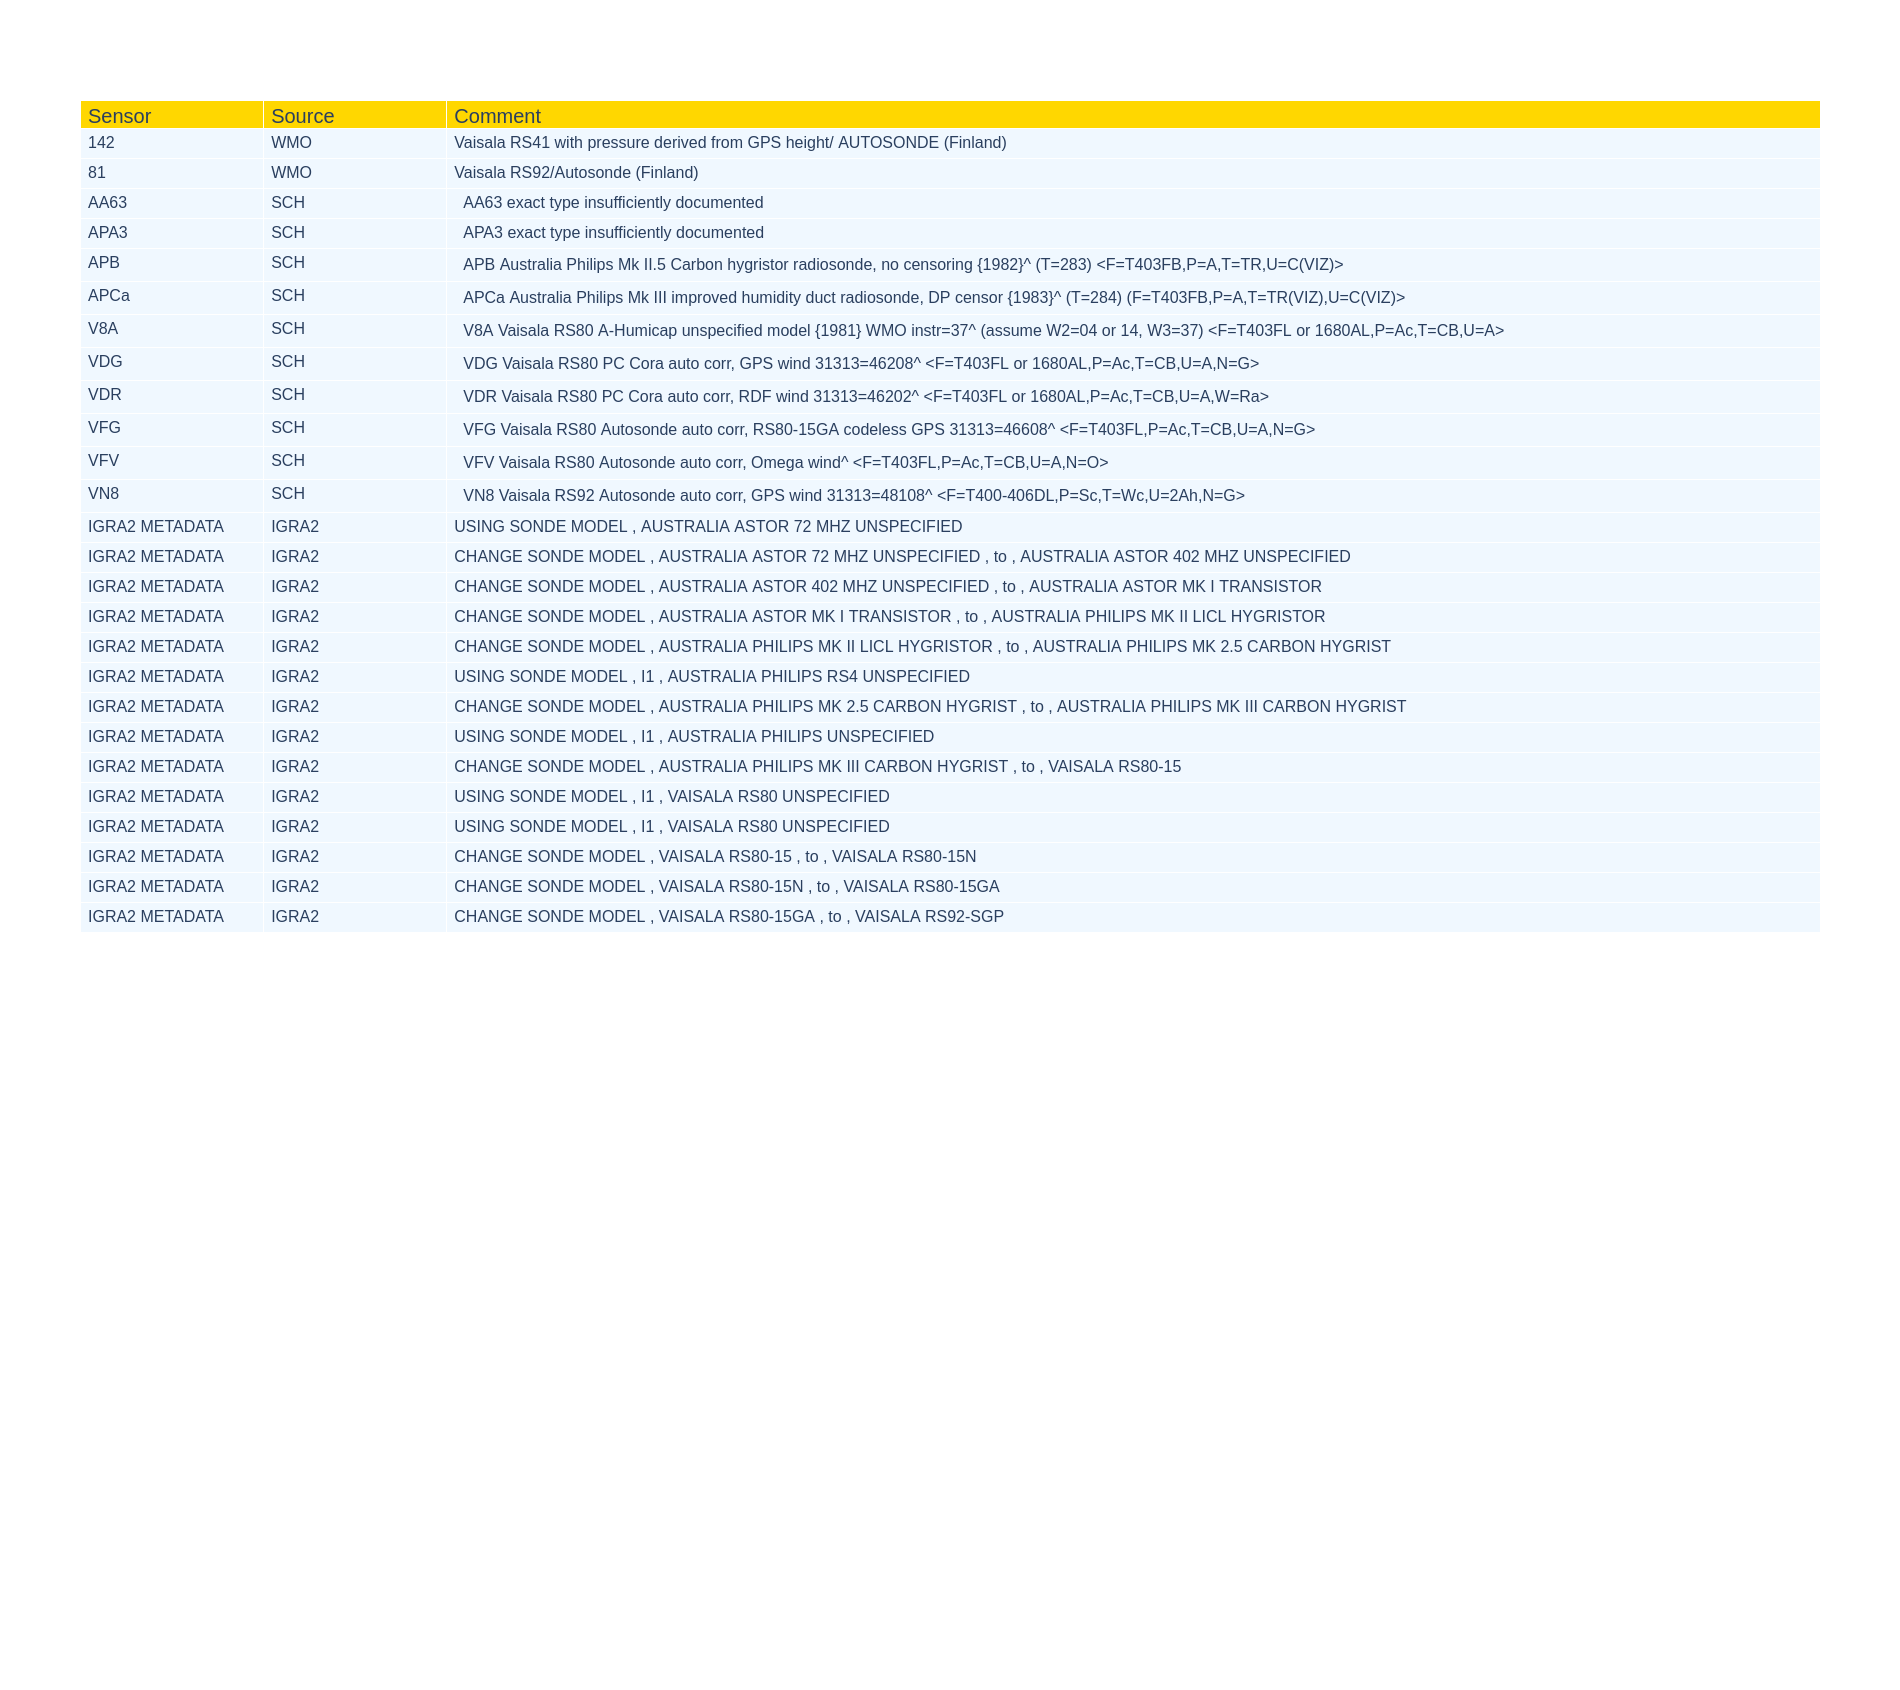 Sensor Source Comment
142 WMO Vaisala RS41 with pressure derived from GPS height/ AUTOSONDE (Finland)
81 WMO Vaisala RS92/Autosonde (Finland)
AA63 SCH AA63 exact type insufficiently documented
APA3 SCH APA3 exact type insufficiently documented
APB SCH APB Australia Philips Mk II.5 Carbon hygristor radiosonde, no censoring {1982}^ (T=283) <F=T403FB,P=A,T=TR,U=C(VIZ)>
APCa SCH APCa Australia Philips Mk III improved humidity duct radiosonde, DP censor {1983}^ (T=284) (F=T403FB,P=A,T=TR(VIZ),U=C(VIZ)>
V8A SCH V8A Vaisala RS80 A-Humicap unspecified model {1981} WMO instr=37^ (assume W2=04 or 14, W3=37) <F=T403FL or 1680AL,P=Ac,T=CB,U=A>
VDG SCH VDG Vaisala RS80 PC Cora auto corr, GPS wind 31313=46208^ <F=T403FL or 1680AL,P=Ac,T=CB,U=A,N=G>
VDR SCH VDR Vaisala RS80 PC Cora auto corr, RDF wind 31313=46202^ <F=T403FL or 1680AL,P=Ac,T=CB,U=A,W=Ra>
VFG SCH VFG Vaisala RS80 Autosonde auto corr, RS80-15GA codeless GPS 31313=46608^ <F=T403FL,P=Ac,T=CB,U=A,N=G>
VFV SCH VFV Vaisala RS80 Autosonde auto corr, Omega wind^ <F=T403FL,P=Ac,T=CB,U=A,N=O>
VN8 SCH VN8 Vaisala RS92 Autosonde auto corr, GPS wind 31313=48108^ <F=T400-406DL,P=Sc,T=Wc,U=2Ah,N=G>
IGRA2 METADATA IGRA2 USING SONDE MODEL , AUSTRALIA ASTOR 72 MHZ UNSPECIFIED
IGRA2 METADATA IGRA2 CHANGE SONDE MODEL , AUSTRALIA ASTOR 72 MHZ UNSPECIFIED , to , AUSTRALIA ASTOR 402 MHZ UNSPECIFIED
IGRA2 METADATA IGRA2 CHANGE SONDE MODEL , AUSTRALIA ASTOR 402 MHZ UNSPECIFIED , to , AUSTRALIA ASTOR MK I TRANSISTOR
IGRA2 METADATA IGRA2 CHANGE SONDE MODEL , AUSTRALIA ASTOR MK I TRANSISTOR , to , AUSTRALIA PHILIPS MK II LICL HYGRISTOR
IGRA2 METADATA IGRA2 CHANGE SONDE MODEL , AUSTRALIA PHILIPS MK II LICL HYGRISTOR , to , AUSTRALIA PHILIPS MK 2.5 CARBON HYGRIST
IGRA2 METADATA IGRA2 USING SONDE MODEL , I1 , AUSTRALIA PHILIPS RS4 UNSPECIFIED
IGRA2 METADATA IGRA2 CHANGE SONDE MODEL , AUSTRALIA PHILIPS MK 2.5 CARBON HYGRIST , to , AUSTRALIA PHILIPS MK III CARBON HYGRIST
IGRA2 METADATA IGRA2 USING SONDE MODEL , I1 , AUSTRALIA PHILIPS UNSPECIFIED
IGRA2 METADATA IGRA2 CHANGE SONDE MODEL , AUSTRALIA PHILIPS MK III CARBON HYGRIST , to , VAISALA RS80-15
IGRA2 METADATA IGRA2 USING SONDE MODEL , I1 , VAISALA RS80 UNSPECIFIED
IGRA2 METADATA IGRA2 USING SONDE MODEL , I1 , VAISALA RS80 UNSPECIFIED
IGRA2 METADATA IGRA2 CHANGE SONDE MODEL , VAISALA RS80-15 , to , VAISALA RS80-15N
IGRA2 METADATA IGRA2 CHANGE SONDE MODEL , VAISALA RS80-15N , to , VAISALA RS80-15GA
IGRA2 METADATA IGRA2 CHANGE SONDE MODEL , VAISALA RS80-15GA , to , VAISALA RS92-SGP